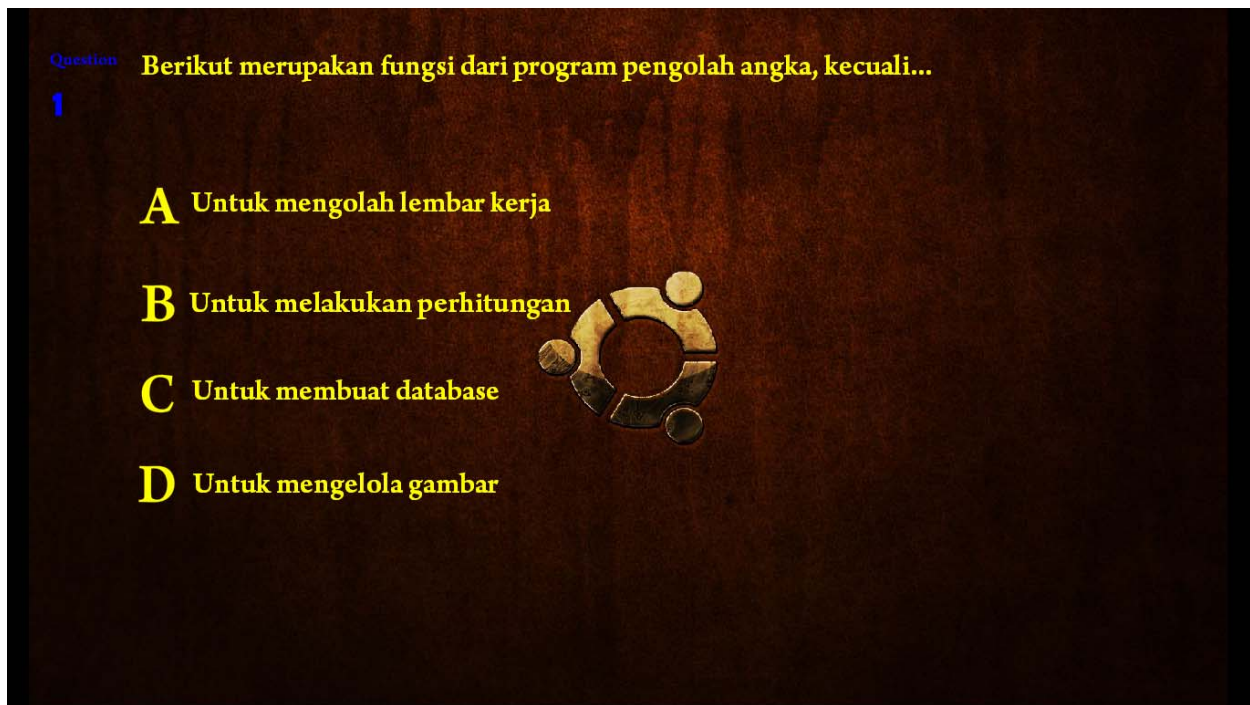 Question
1
Berikut merupakan fungsi dari program pengolah angka, kecuali...
A Untuk mengolah lembar kerja
B Untuk melakukan perhitungan
C Untuk membuat database
D Untuk mengelola gambar